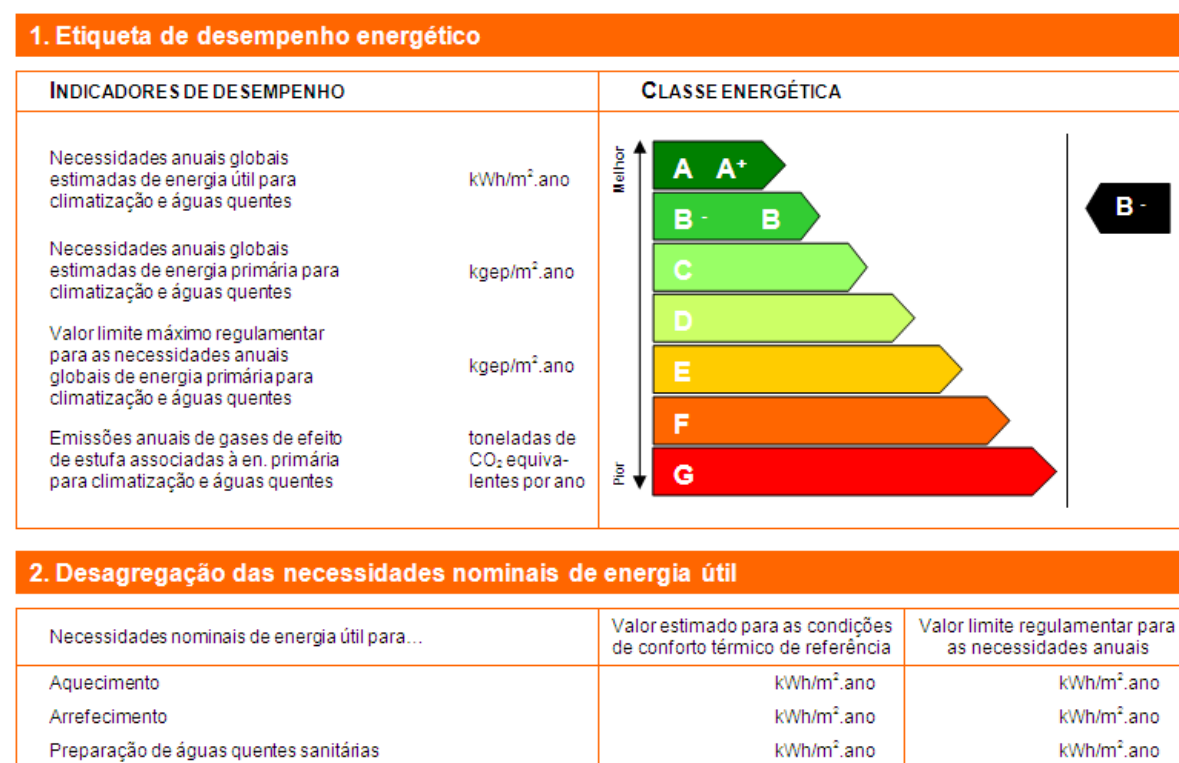 1. Etiqueta de desempenho energético
INDICADORES DE DESEMPENHO
CLASSE ENERGÉTICA
Necessidades anuais globais
estimadas de energia útil para
climatização e águas quentes
kWh/m².ano
Necessidades anuais globais
estimadas de energia primária para
climatização e águas quentes
kgep/m².ano
Valor limite máximo regulamentar
para as necessidades anuais
globais de energia primária para
climatização e águas quentes
kgep/m².ano
Emissões anuais de gases de efeito
de estufa associadas à en. primária
para climatização e águas quentes
toneladas de
CO₂ equiva-
lentes por ano
Melhor
A A⁺
B - B
C
D
E
F
G
Pior
B -
2. Desagregação das necessidades nominais de energia útil
Necessidades nominais de energia útil para…
Valor estimado para as condições
de conforto térmico de referência
Valor limite regulamentar para
as necessidades anuais
Aquecimento kWh/m².ano kWh/m².ano
Arrefecimento kWh/m².ano kWh/m².ano
Preparação de águas quentes sanitárias kWh/m².ano kWh/m².ano